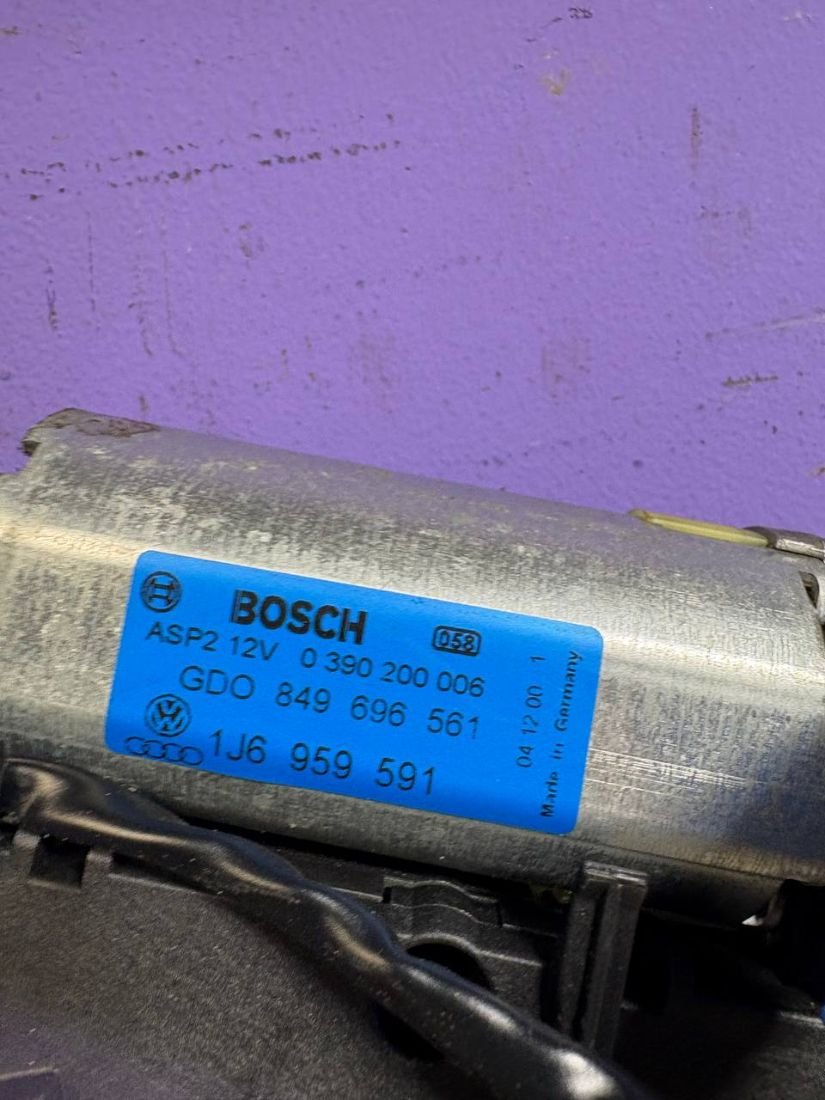 BOSCH 058
ASP2 12V 0 390 200 006
GDO 849 696 561
1J6 959 591
04 12 00 1
Made in Germany